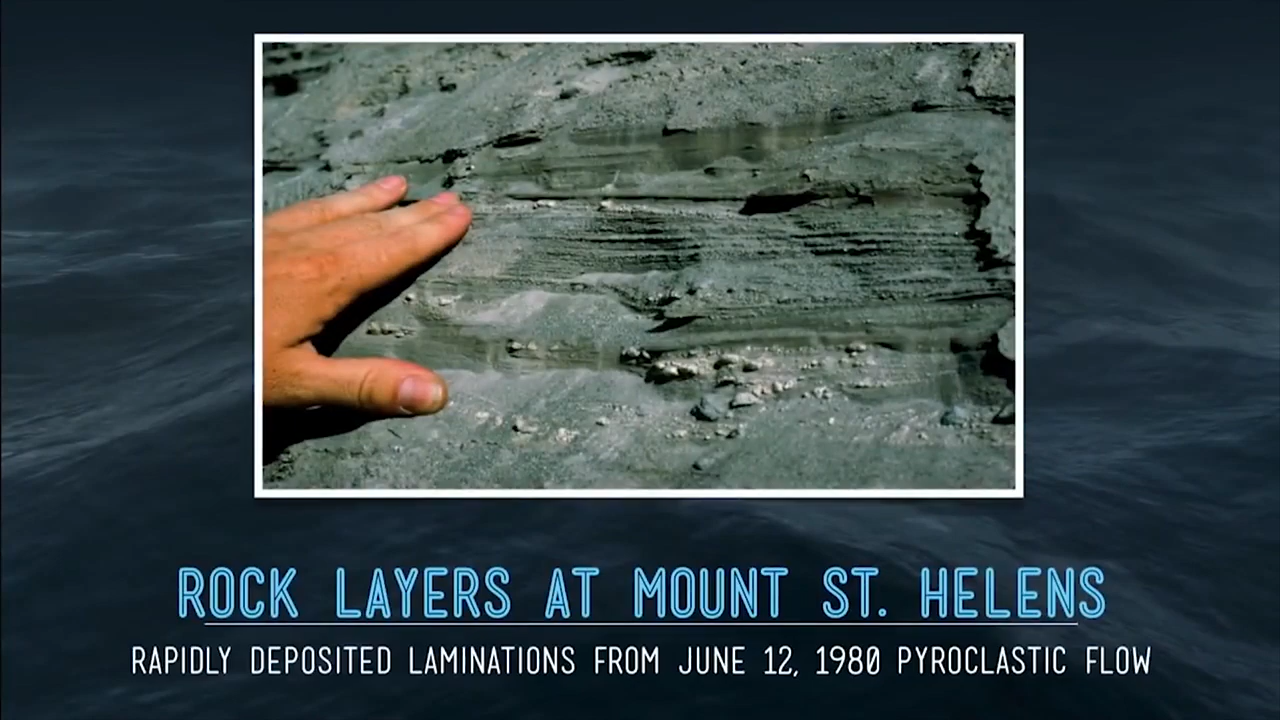 ROCK LAYERS AT MOUNT ST. HELENS
RAPIDLY DEPOSITED LAMINATIONS FROM JUNE 12, 1980 PYROCLASTIC FLOW